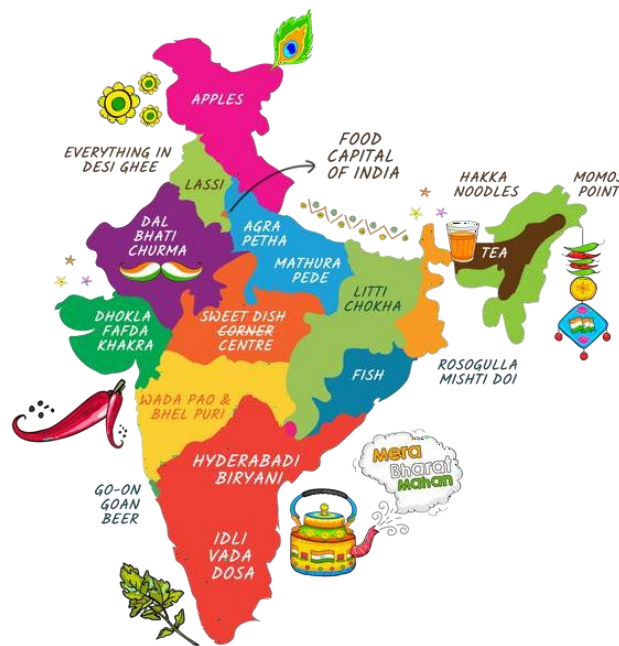 APPLES
EVERYTHING IN
DESI GHEE
LASSI
FOOD
CAPITAL
OF INDIA
HAKKA
NOODLES
MOMOS
POINT
DAL
BHATI
CHURMA
AGRA
PETHA
MATHURA
PEDE
TEA
LITTI
CHOKHA
DHOKLA
FAFDA
KHAKRA
SWEET DISH
CORNER
CENTRE
FISH
ROSOGULLA
MISHTI DOI
WADA PAO &
BHEL PURI
HYDERABADI
BIRYANI
Mera
Bharat
Mahan
GO-ON
GOAN
BEER
IDLI
VADA
DOSA